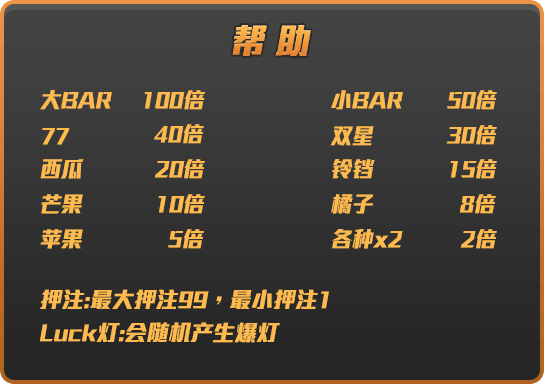 帮 助
大BAR 100倍 小BAR 50倍
77 40倍 双星 30倍
西瓜 20倍 铃铛 15倍
芒果 10倍 橘子 8倍
苹果 5倍 各种x2 2倍
押注:最大押注99，最小押注1
Luck灯:会随机产生爆灯